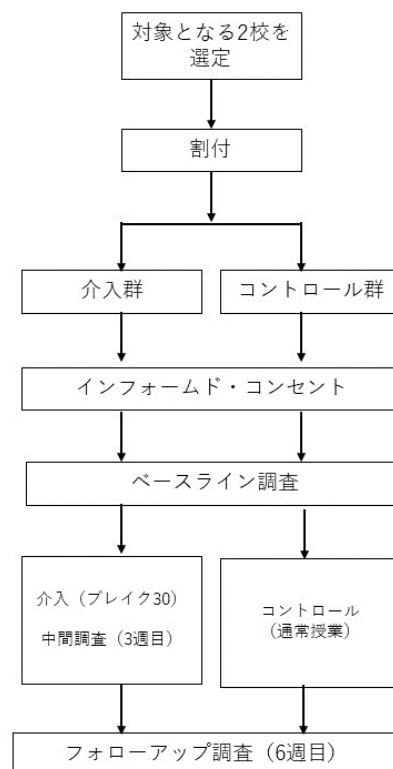 対象となる2校を
選定
割付
介入群
コントロール群
インフォームド・コンセント
ベースライン調査
介入（ブレイク30）
中間調査（3週目）
コントロール
（通常授業）
フォローアップ調査（6週目）